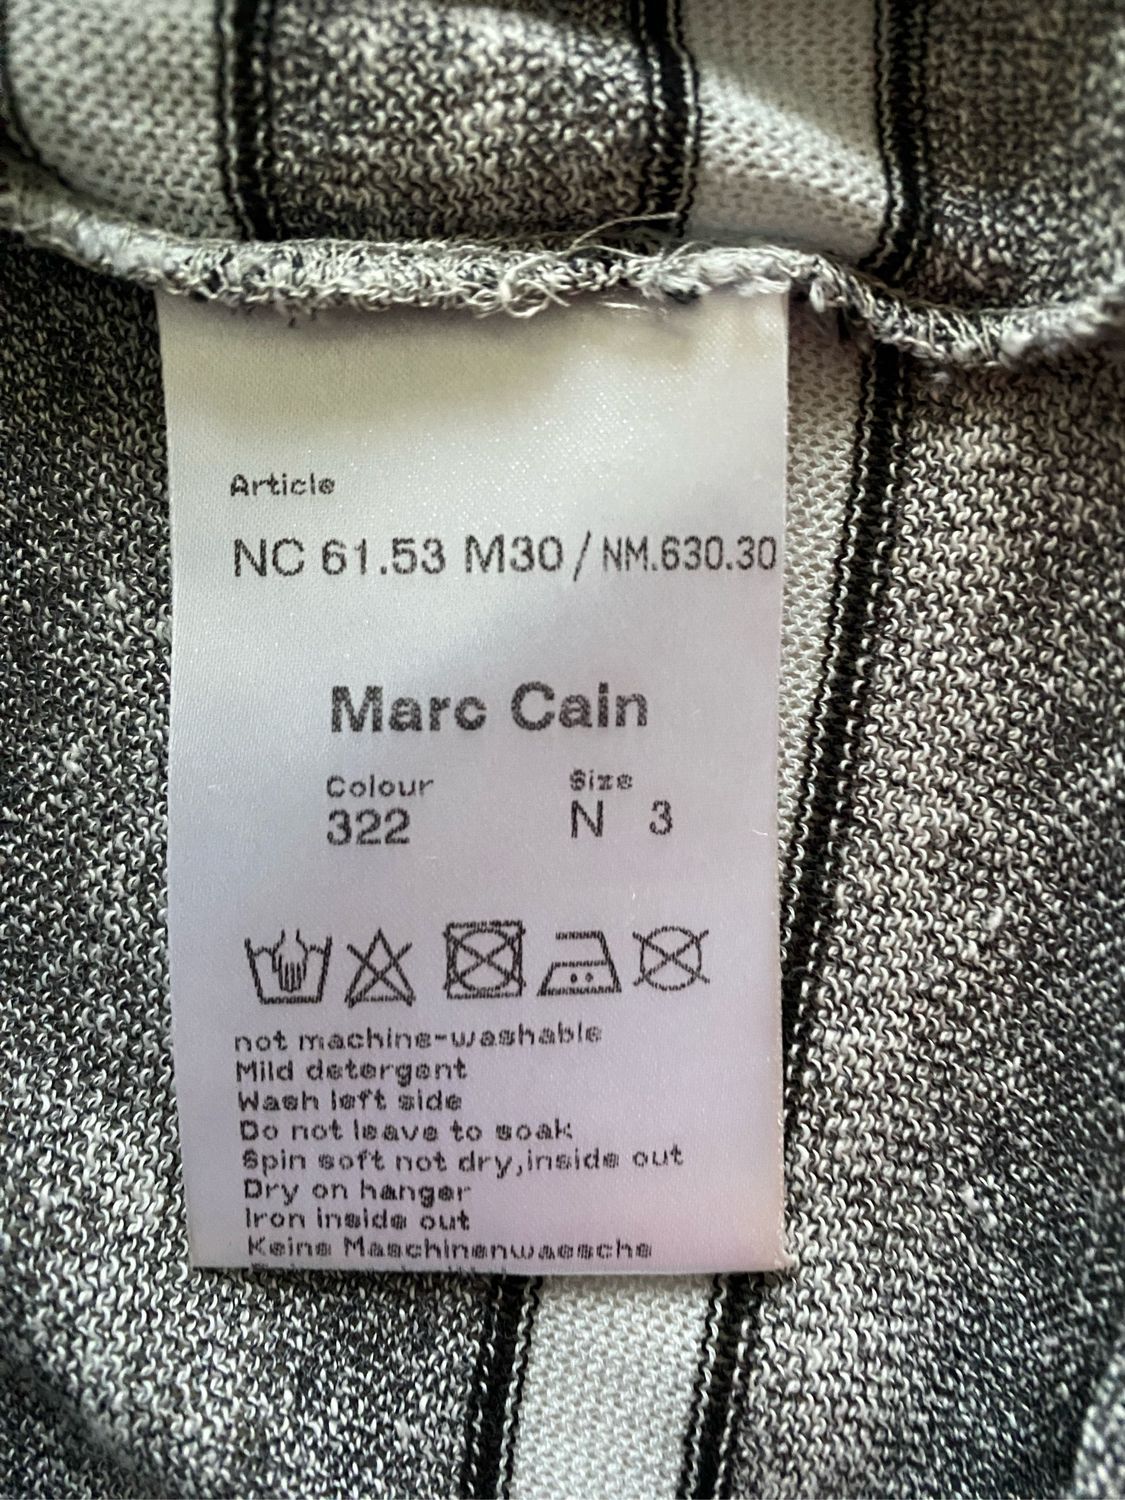 Article
NC 61.53 M30 / NM.630.30
Marc Cain
Colour Size
322 N 3
not machine-washable
Mild detergent
Wash left side
Do not leave to soak
Spin soft not dry,inside out
Dry on hanger
Iron inside out
Keine Maschinenwaesche